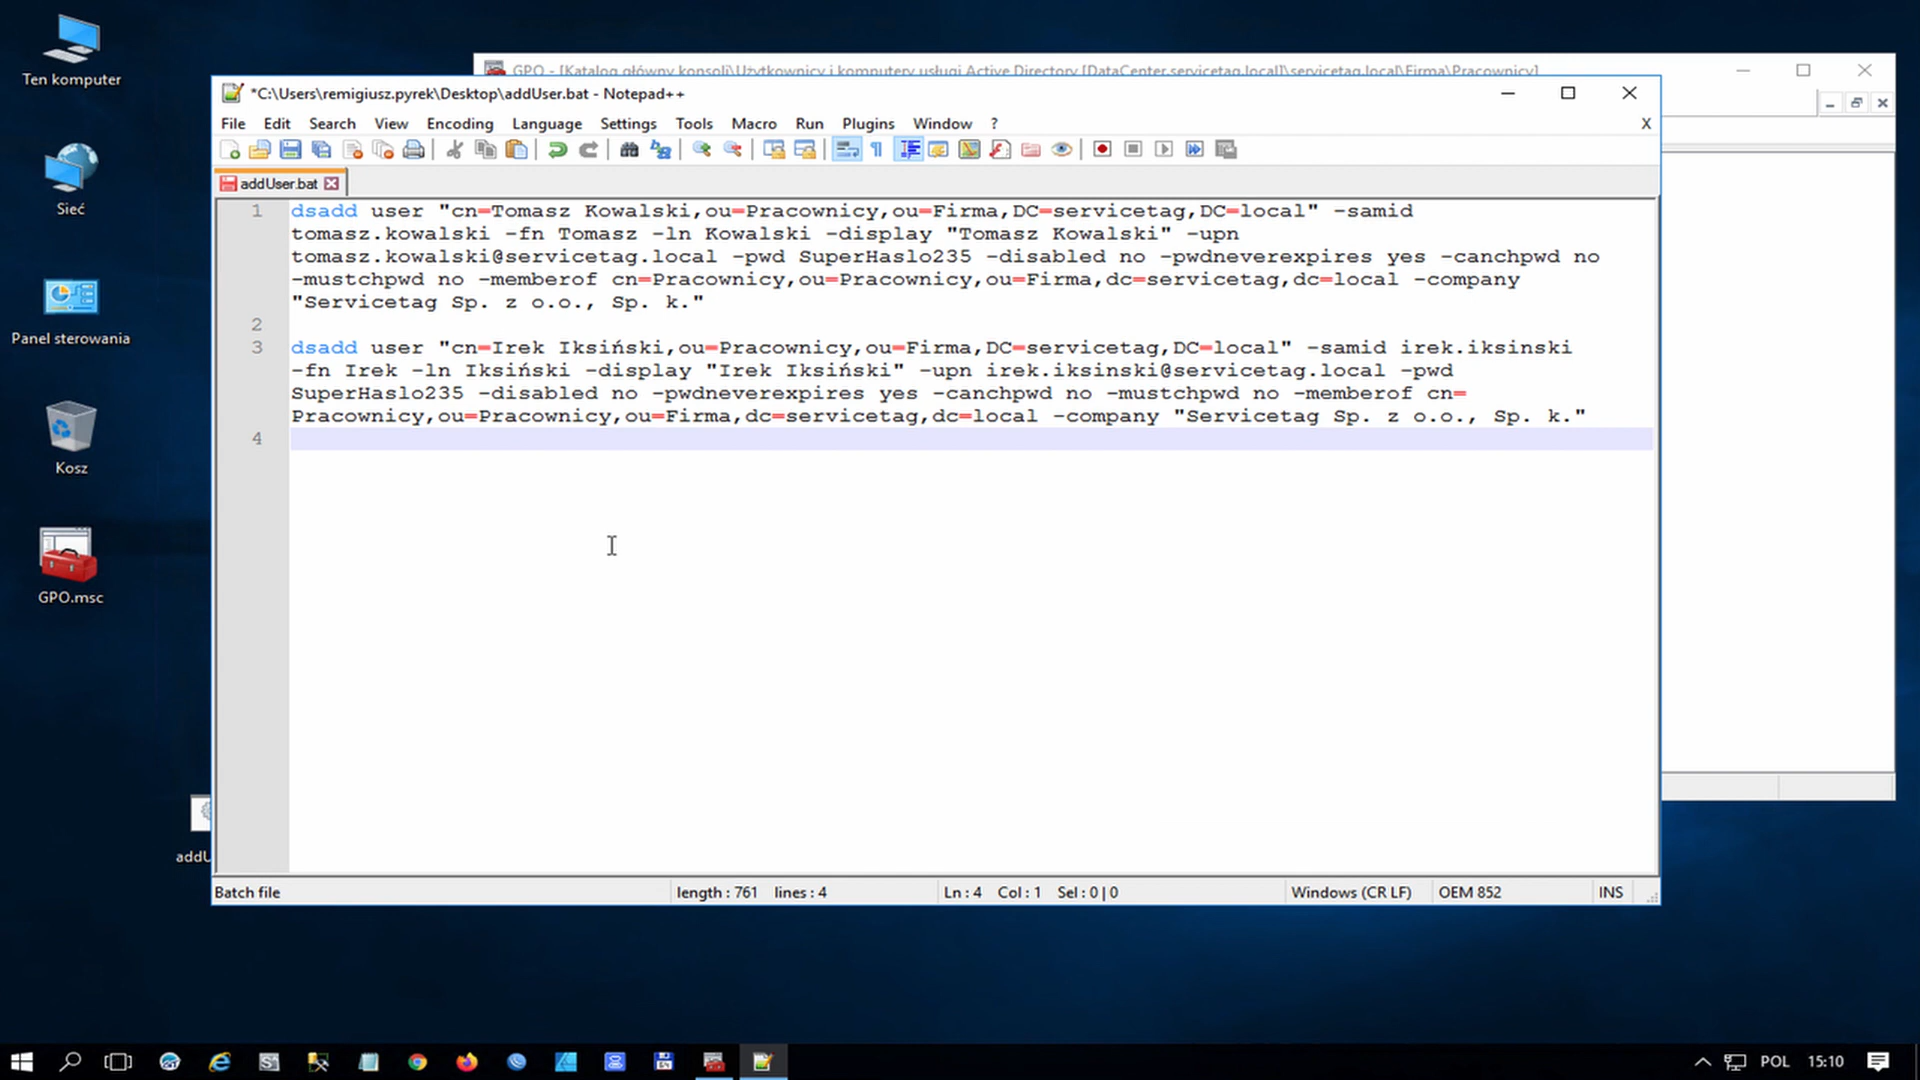 Ten komputer
Sieć
Panel sterowania
Kosz
GPO.msc
addU
GPO - [Katalog główny konsoli\Użytkownicy i komputery usługi Active Directory [DataCenter.servicetag.local]\servicetag.local\Firma\Pracownicy]
*C:\Users\remigiusz.pyrek\Desktop\addUser.bat - Notepad++
File Edit Search View Encoding Language Settings Tools Macro Run Plugins Window ? X
addUser.bat
1 dsadd user "cn=Tomasz Kowalski,ou=Pracownicy,ou=Firma,DC=servicetag,DC=local" -samid
tomasz.kowalski -fn Tomasz -ln Kowalski -display "Tomasz Kowalski" -upn
tomasz.kowalski@servicetag.local -pwd SuperHaslo235 -disabled no -pwdneverexpires yes -canchpwd no
-mustchpwd no -memberof cn=Pracownicy,ou=Pracownicy,ou=Firma,dc=servicetag,dc=local -company
"Servicetag Sp. z o.o., Sp. k."
2
3 dsadd user "cn=Irek Iksiński,ou=Pracownicy,ou=Firma,DC=servicetag,DC=local" -samid irek.iksinski
-fn Irek -ln Iksiński -display "Irek Iksiński" -upn irek.iksinski@servicetag.local -pwd
SuperHaslo235 -disabled no -pwdneverexpires yes -canchpwd no -mustchpwd no -memberof cn=
Pracownicy,ou=Pracownicy,ou=Firma,dc=servicetag,dc=local -company "Servicetag Sp. z o.o., Sp. k."
4
Batch file length : 761 lines : 4 Ln : 4 Col : 1 Sel : 0 | 0 Windows (CR LF) OEM 852 INS
POL 15:10